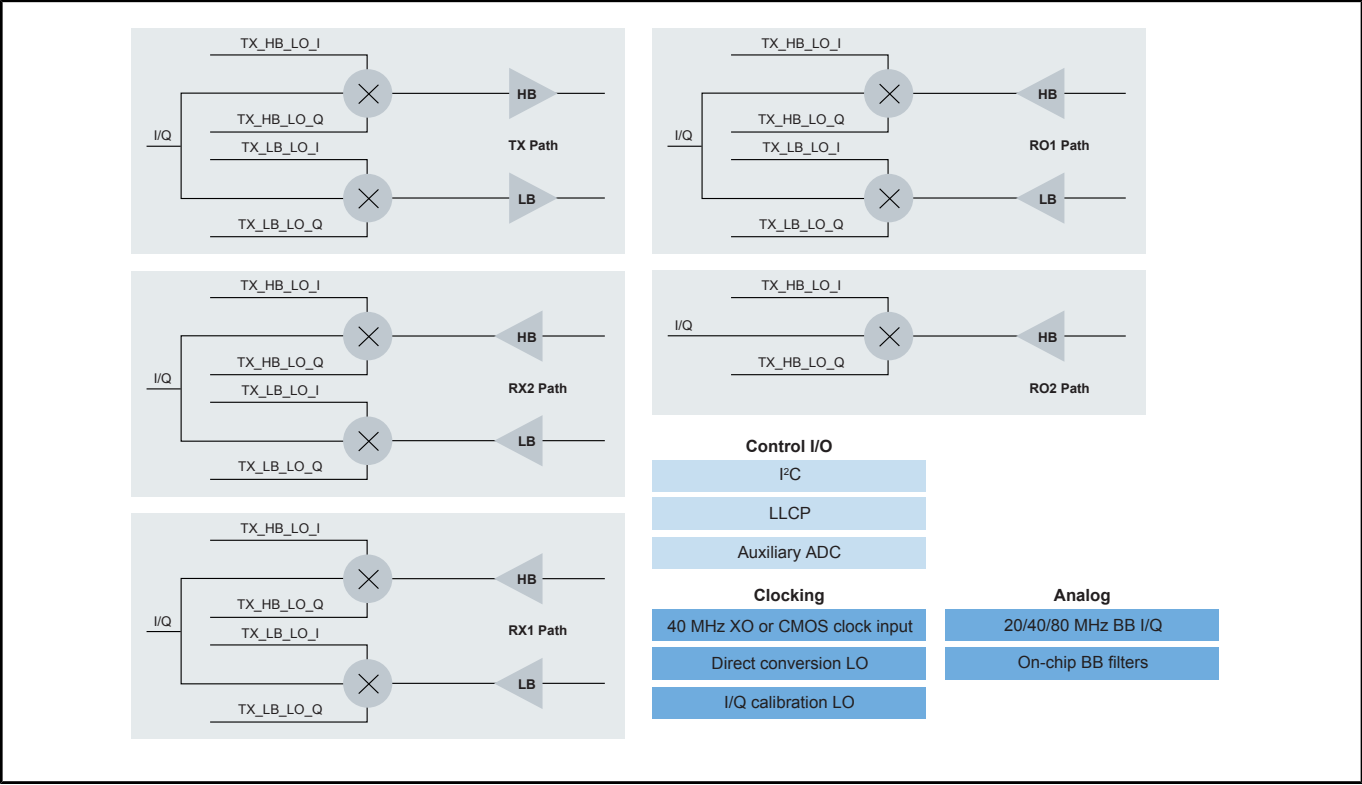 TX_HB_LO_I
HB
TX_HB_LO_Q
I/Q
TX Path
TX_LB_LO_I
LB
TX_LB_LO_Q
TX_HB_LO_I
HB
TX_HB_LO_Q
I/Q
RO1 Path
TX_LB_LO_I
LB
TX_LB_LO_Q
TX_HB_LO_I
HB
TX_HB_LO_Q
I/Q
RX2 Path
TX_LB_LO_I
LB
TX_LB_LO_Q
TX_HB_LO_I
I/Q
HB
TX_HB_LO_Q
RO2 Path
TX_HB_LO_I
HB
TX_HB_LO_Q
I/Q
RX1 Path
TX_LB_LO_I
LB
TX_LB_LO_Q
Control I/O
I²C
LLCP
Auxiliary ADC
Clocking
40 MHz XO or CMOS clock input
Direct conversion LO
I/Q calibration LO
Analog
20/40/80 MHz BB I/Q
On-chip BB filters